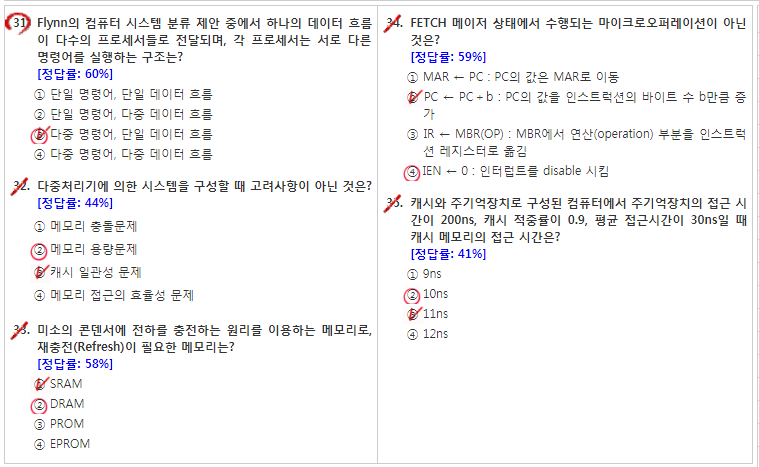 31. Flynn의 컴퓨터 시스템 분류 제안 중에서 하나의 데이터 흐름
이 다수의 프로세서들로 전달되며, 각 프로세서는 서로 다른
명령어를 실행하는 구조는?
[정답률: 60%]
① 단일 명령어, 단일 데이터 흐름
② 단일 명령어, 다중 데이터 흐름
③ 다중 명령어, 단일 데이터 흐름
④ 다중 명령어, 다중 데이터 흐름
32. 다중처리기에 의한 시스템을 구성할 때 고려사항이 아닌 것은?
[정답률: 44%]
① 메모리 충돌문제
② 메모리 용량문제
③ 캐시 일관성 문제
④ 메모리 접근의 효율성 문제
33. 미소의 콘덴서에 전하를 충전하는 원리를 이용하는 메모리로,
재충전(Refresh)이 필요한 메모리는?
[정답률: 58%]
① SRAM
② DRAM
③ PROM
④ EPROM
34. FETCH 메이저 상태에서 수행되는 마이크로오퍼레이션이 아닌
것은?
[정답률: 59%]
① MAR ← PC : PC의 값은 MAR로 이동
② PC ← PC+b : PC의 값을 인스트럭션의 바이트 수 b만큼 증
가
③ IR ← MBR(OP) : MBR에서 연산(operation) 부분을 인스트럭
션 레지스터로 옮김
④ IEN ← 0 : 인터럽트를 disable 시킴
35. 캐시와 주기억장치로 구성된 컴퓨터에서 주기억장치의 접근 시
간이 200ns, 캐시 적중률이 0.9, 평균 접근시간이 30ns일 때
캐시 메모리의 접근 시간은?
[정답률: 41%]
① 9ns
② 10ns
③ 11ns
④ 12ns